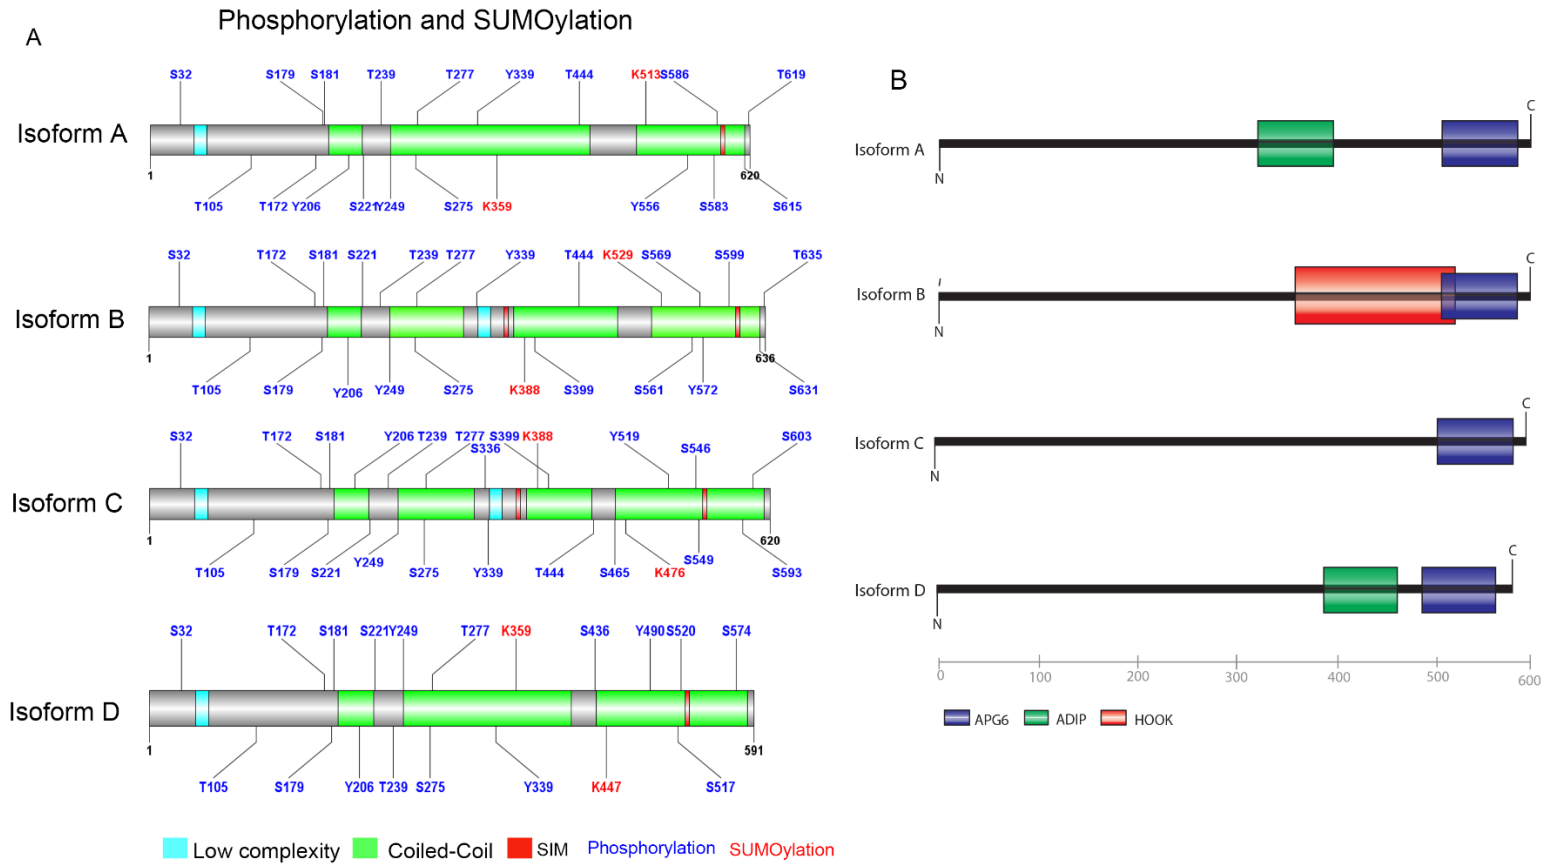 Phosphorylation and SUMOylation
A
S32 S179 S181 T239 T277 Y339 T444 K513 S586 T619
Isoform A
1 620
T105 T172 Y206 S221 Y249 S275 K359 Y556 S583 S615
S32 T172 S181 S221 T239 T277 Y339 T444 K529 S569 S599 T635
Isoform B
1 636
T105 S179 Y206 Y249 S275 K388 S399 S561 Y572 S631
S32 T172 S181 Y206 T239 T277 S399 K388 Y519 S603
S336 S546
Isoform C
1 620
Y249 S549
T105 S179 S221 S275 Y339 T444 S465 K476 S593
S32 T172 S181 S221 Y249 T277 K359 S436 Y490 S520 S574
Isoform D
1 591
T105 S179 Y206 T239 S275 Y339 K447 S517
Low complexity Coiled-Coil SIM Phosphorylation SUMOylation
B
C
Isoform A
N
C
Isoform B
N
C
Isoform C
N
C
Isoform D
N
0 100 200 300 400 500 600
APG6 ADIP HOOK